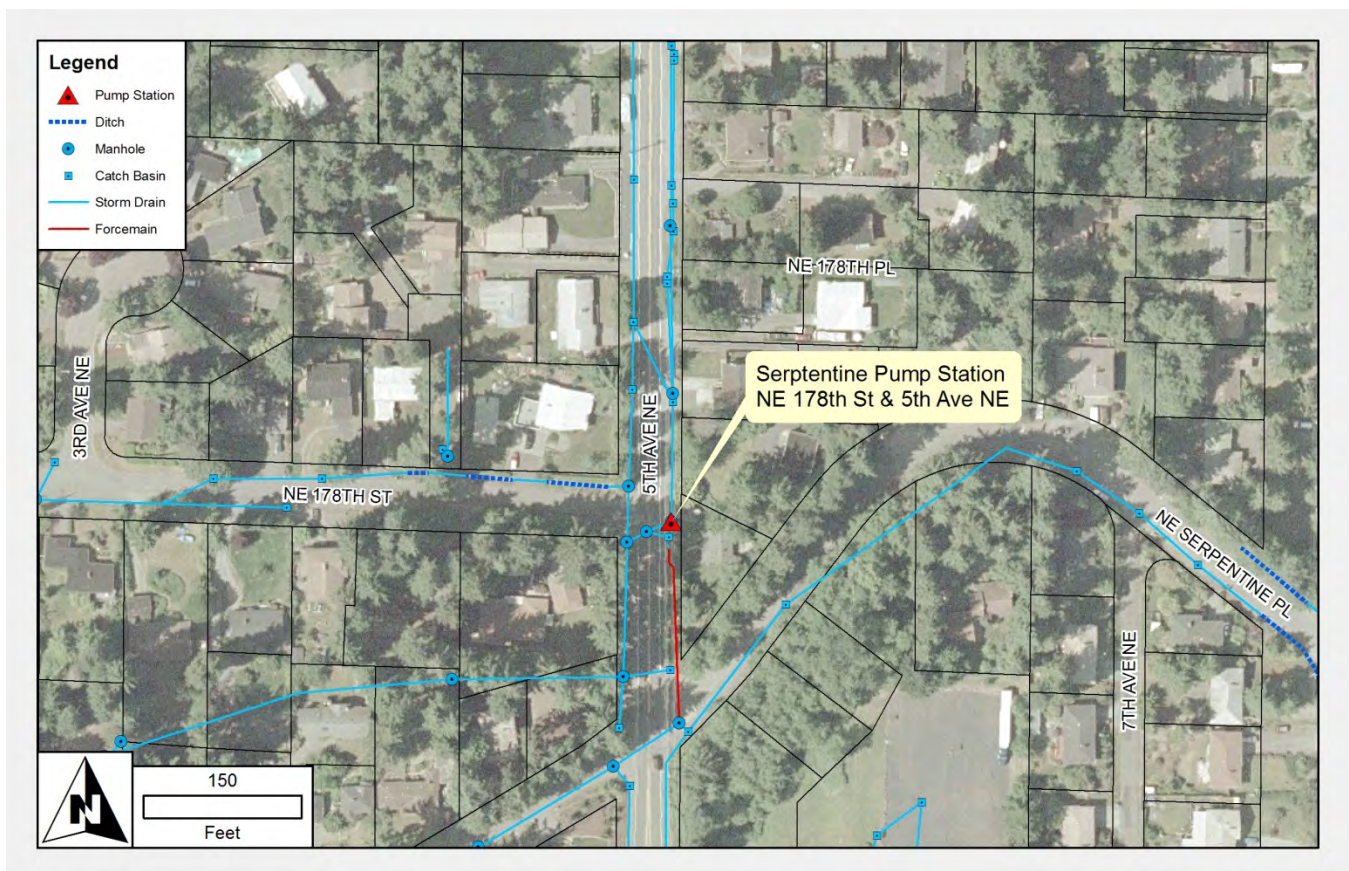 Legend
Pump Station
Ditch
Manhole
Catch Basin
Storm Drain
Forcemain
NE 178TH PL
Serptentine Pump Station
NE 178th St & 5th Ave NE
3RD AVE NE
5TH AVE NE
NE 178TH ST
NE SERPENTINE PL
7TH AVE NE
N
150
Feet